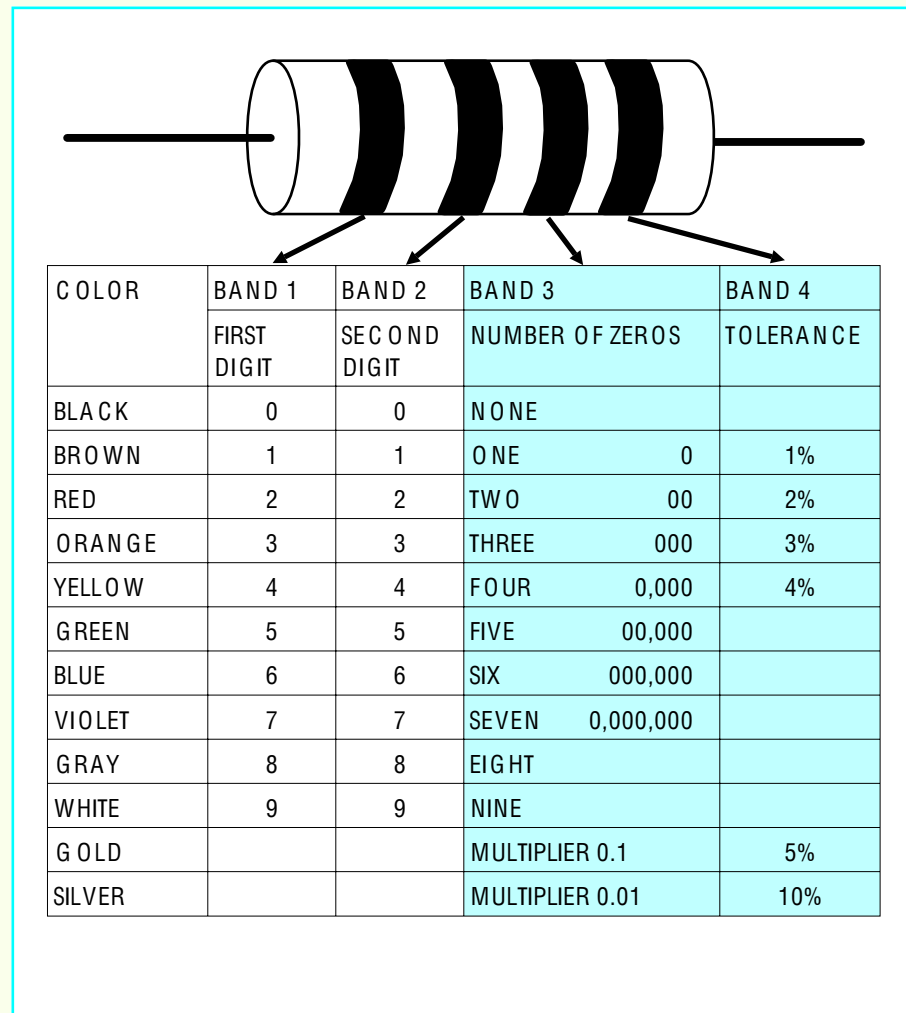 COLOR BAND 1 BAND 2 BAND 3 BAND 4
FIRST DIGIT SECOND DIGIT NUMBER OF ZEROS TOLERANCE
BLACK 0 0 NONE
BROWN 1 1 ONE 0 1%
RED 2 2 TWO 00 2%
ORANGE 3 3 THREE 000 3%
YELLOW 4 4 FOUR 0,000 4%
GREEN 5 5 FIVE 00,000
BLUE 6 6 SIX 000,000
VIOLET 7 7 SEVEN 0,000,000
GRAY 8 8 EIGHT
WHITE 9 9 NINE
GOLD MULTIPLIER 0.1 5%
SILVER MULTIPLIER 0.01 10%